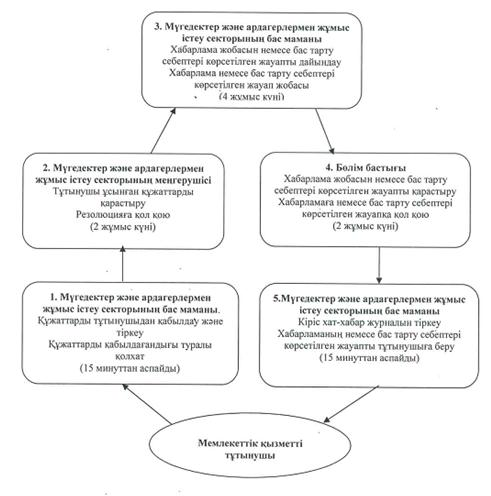 3. Мүгедектер және ардагерлермен жұмыс
істеу секторының бас маманы
Хабарлама жобасын немесе бас тарту
себептері көрсетілген жауапты дайындау
Хабарлама немесе бас тарту себептері
көрсетілген жауап жобасы
(4 жұмыс күні)
2. Мүгедектер және ардагерлермен
жұмыс істеу секторының меңгерушісі
Тұтынушы ұсынған құжаттарды
қарастыру
Резолюцияға қол қою
(2 жұмыс күні)
4. Бөлім бастығы
Хабарлама жобасын немесе бас тарту
себептері көрсетілген жауапты қарастыру
Хабарламаға немесе бас тарту себептері
көрсетілген жауапқа қол қою
(2 жұмыс күні)
1. Мүгедектер және ардагерлермен
жұмыс істеу секторының бас маманы.
Құжаттарды тұтынушыдан қабылдау және
тіркеу
Құжаттарды қабылдағандығы туралы
қолхат
(15 минуттан аспайды)
5.Мүгедектер және ардагерлермен жұмыс
істеу секторының бас маманы
Кіріс хат-хабар журналын тіркеу
Хабарламаның немесе бас тарту себептері
көрсетілген жауапты тұтынушыға беру
(15 минуттан аспайды)
Мемлекеттік қызметті
тұтынушы